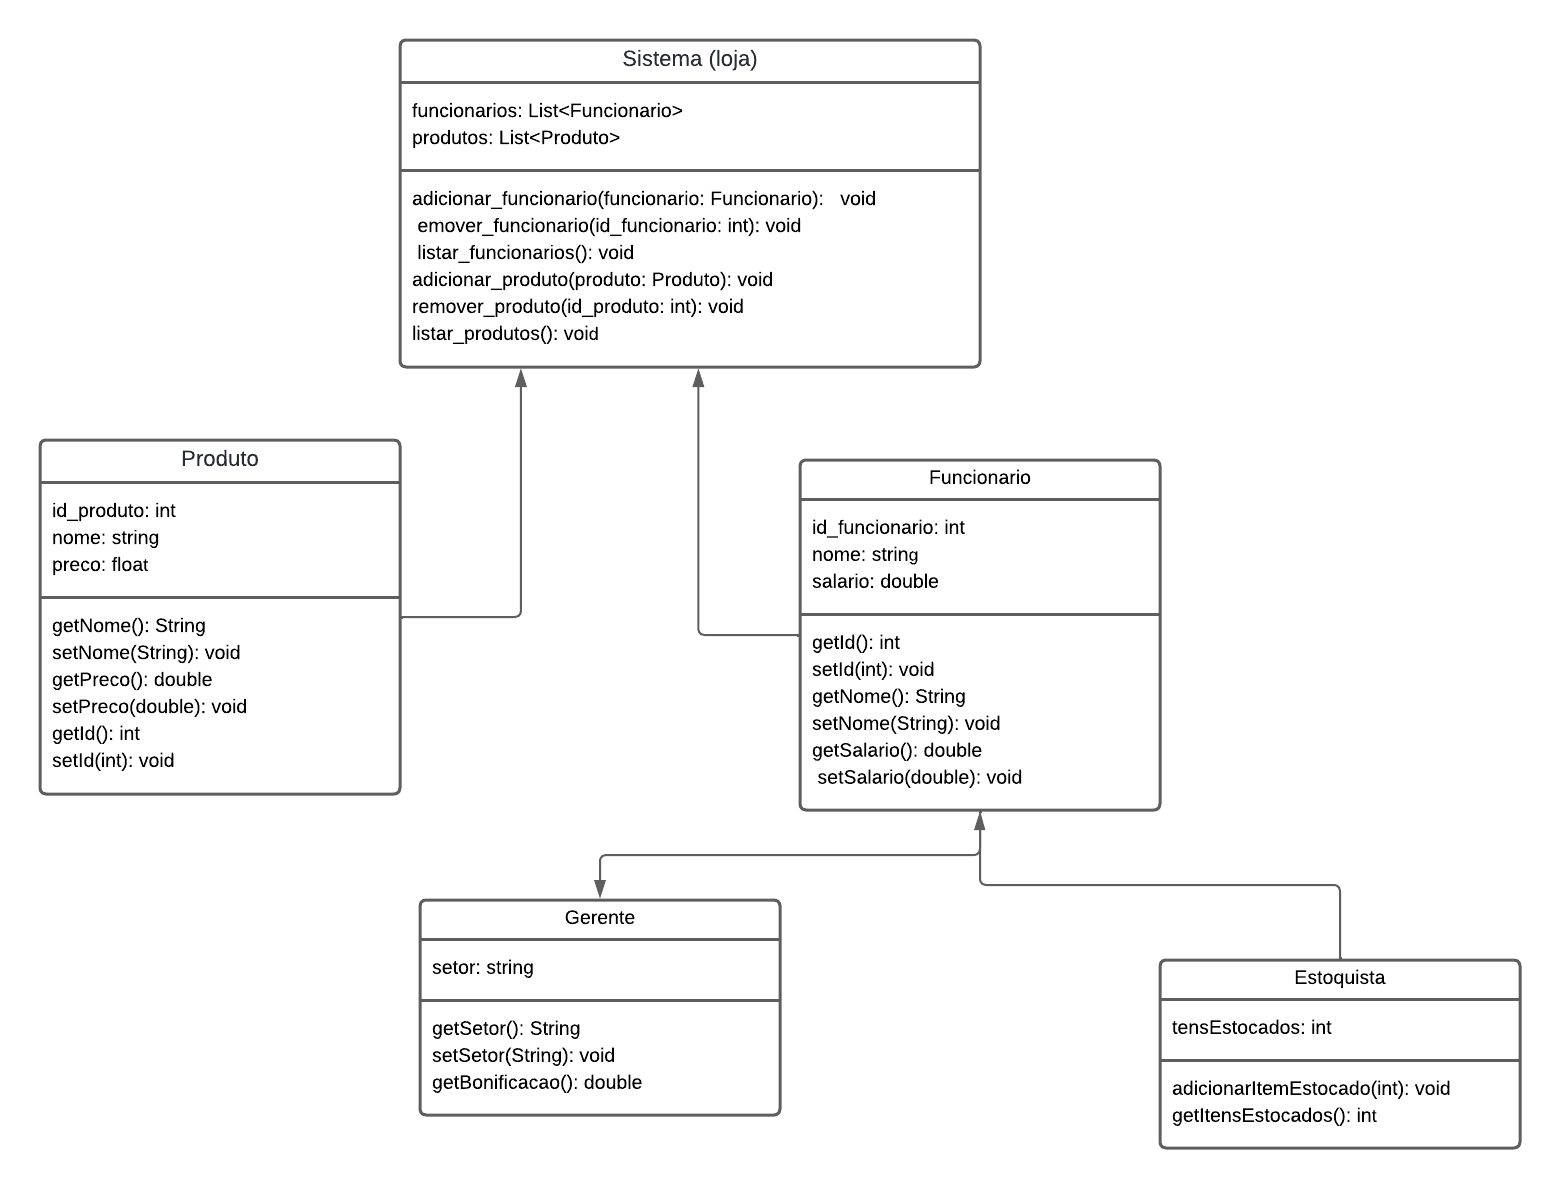 Sistema (loja)
funcionarios: List<Funcionario>
produtos: List<Produto>
adicionar_funcionario(funcionario: Funcionario):   void
emover_funcionario(id_funcionario: int): void
listar_funcionarios(): void
adicionar_produto(produto: Produto): void
remover_produto(id_produto: int): void
listar_produtos(): void
Produto
id_produto: int
nome: string
preco: float
getNome(): String
setNome(String): void
getPreco(): double
setPreco(double): void
getId(): int
setId(int): void
Funcionario
id_funcionario: int
nome: string
salario: double
getId(): int
setId(int): void
getNome(): String
setNome(String): void
getSalario(): double
setSalario(double): void
Gerente
setor: string
getSetor(): String
setSetor(String): void
getBonificacao(): double
Estoquista
tensEstocados: int
adicionarItemEstocado(int): void
getItensEstocados(): int